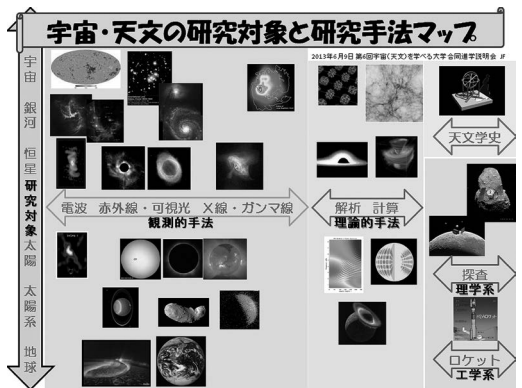 宇宙・天文の研究対象と研究手法マップ
2013年6月9日 第6回宇宙(天文)を学べる大学合同進学説明会 JF
宇宙
銀河
恒星
研究対象
太陽
太陽系
地球
天文学史
電波 赤外線・可視光 X線・ガンマ線
観測的手法
解析 計算
理論的手法
探査
理学系
ロケット
工学系